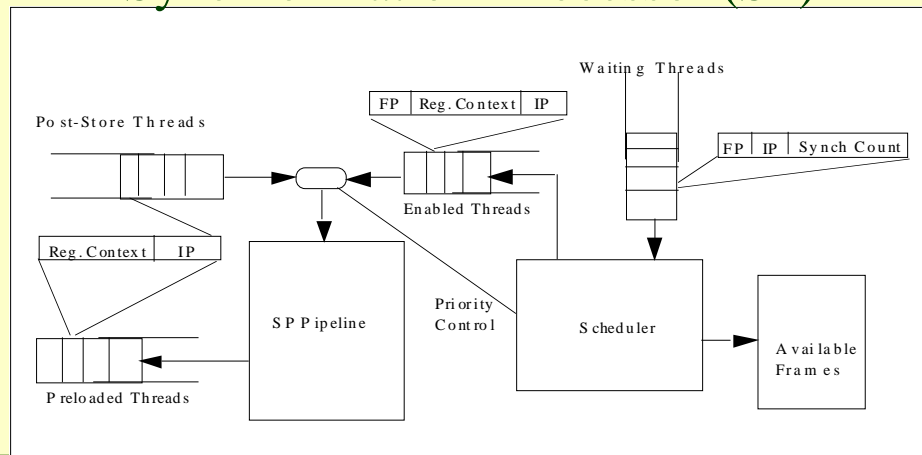 Waiting Threads
FP Reg. Context IP
Post-Store Threads
FP IP Synch Count
Enabled Threads
Reg. Context IP
Priority
Control
SP Pipeline
Scheduler
Available
Frames
Preloaded Threads